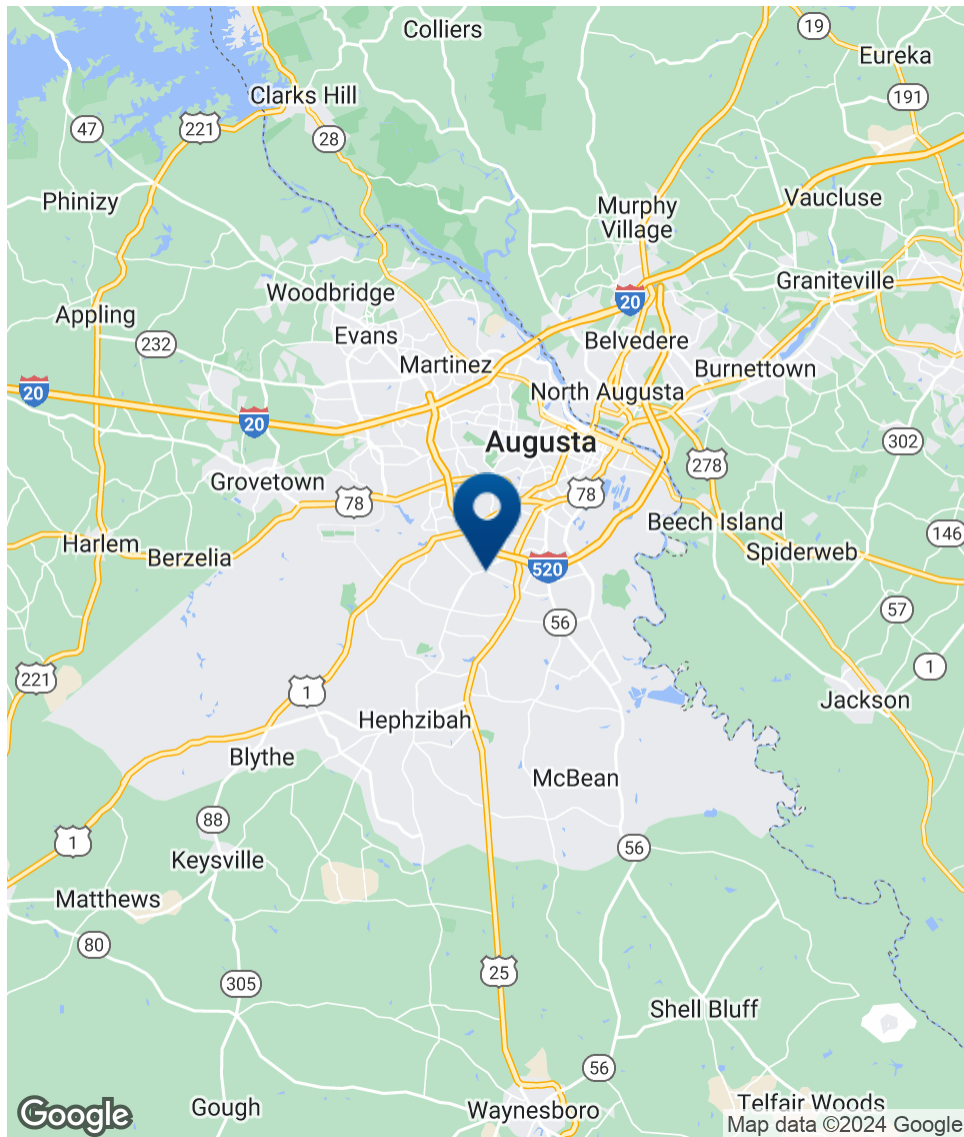 19
Colliers
Eureka
191
Clarks Hill
47
221
28
Phinizy
Vaucluse
Murphy
Village
Graniteville
Woodbridge
20
Appling
Evans
232
Belvedere
Martinez
Burnettown
20
North Augusta
20
Augusta
302
278
Grovetown
78
78
Beech Island
146
Harlem
Spiderweb
Berzelia
520
57
56
1
221
1
Jackson
Hephzibah
Blythe
McBean
88
1
56
Keysville
Matthews
80
25
305
Shell Bluff
56
Telfair Woods
Gough
Waynesboro
Google
Map data ©2024 Google